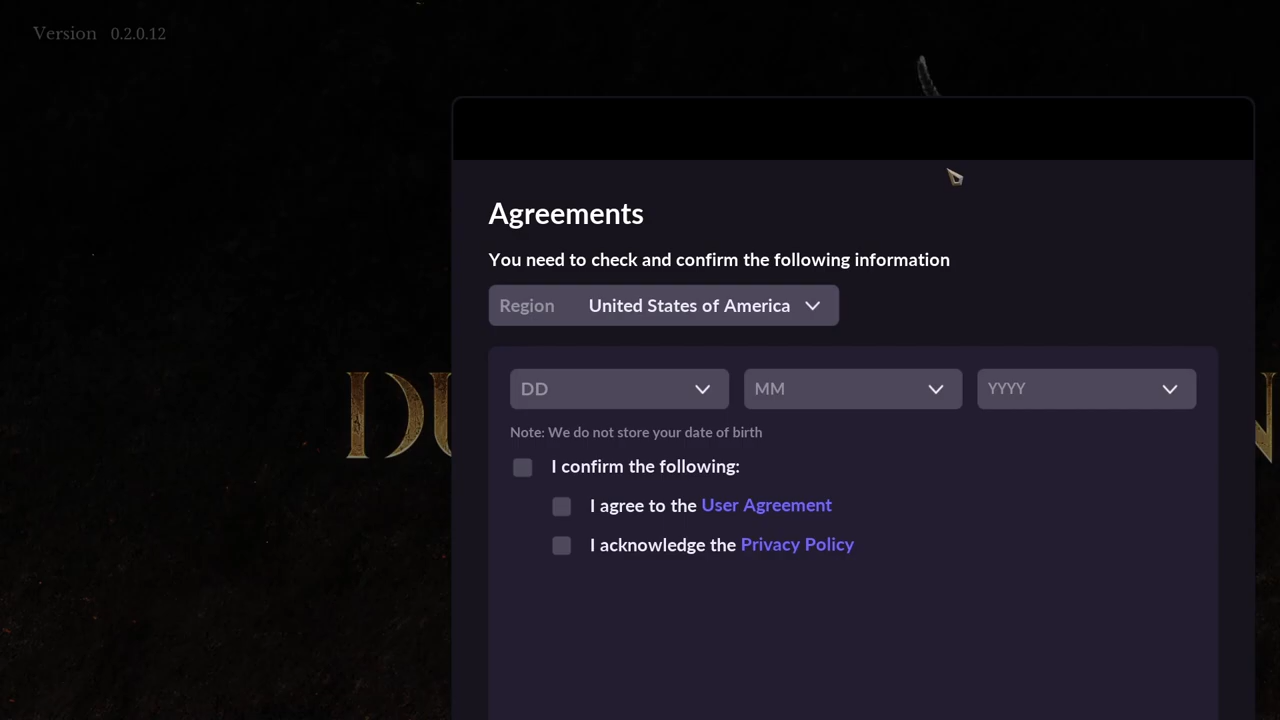 Version 0.2.0.12
Agreements
You need to check and confirm the following information
Region United States of America
DD MM YYYY
Note: We do not store your date of birth
I confirm the following:
I agree to the User Agreement
I acknowledge the Privacy Policy